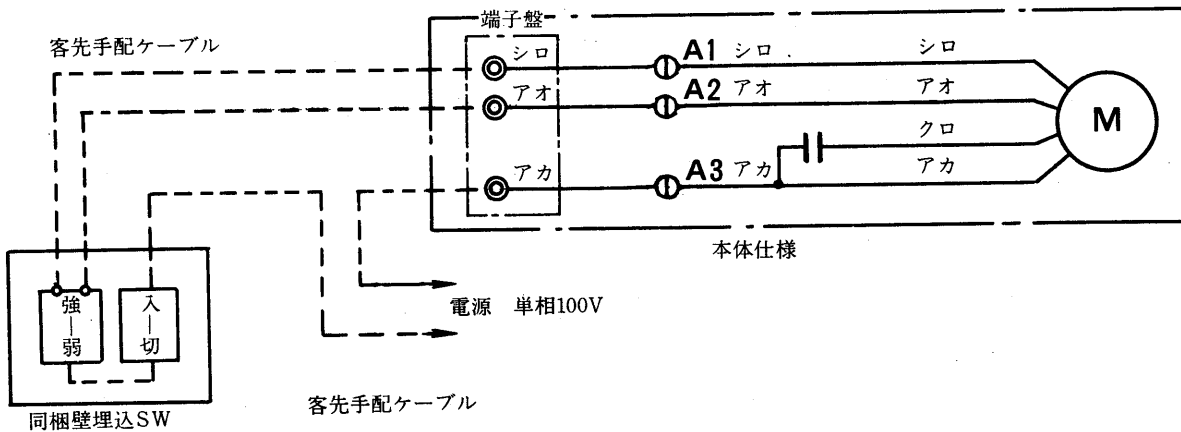 端子盤
客先手配ケーブル
シロ
A1 シロ
シロ
アオ
A2 アオ
アオ
クロ
M
アカ
A3 アカ
アカ
本体仕様
強
弱
入
切
電源 単相100V
客先手配ケーブル
同梱壁埋込SW